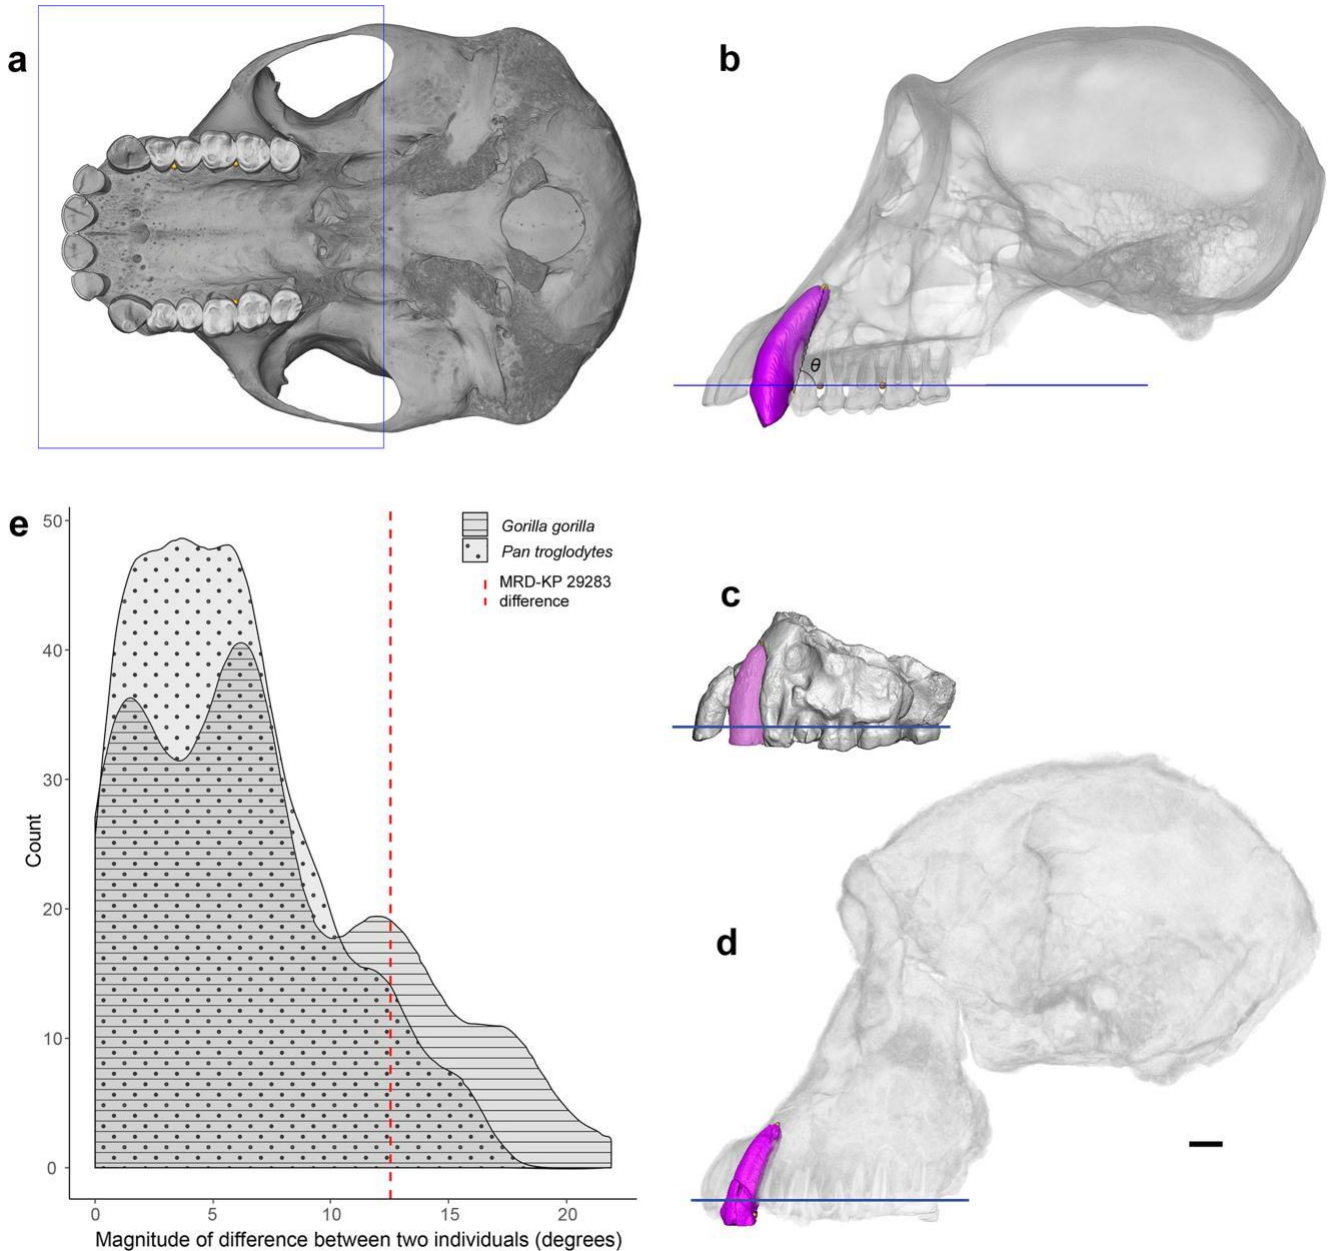 a
b
θ
e
50
40
30
20
10
0
Count
Gorilla gorilla
Pan troglodytes
MRD-KP 29283
difference
0 5 10 15 20
Magnitude of difference between two individuals (degrees)
c
d